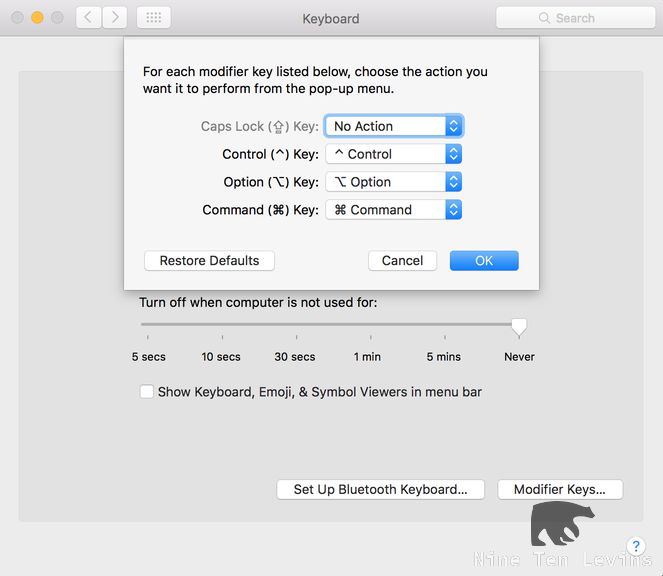 Keyboard
Search
For each modifier key listed below, choose the action you
want it to perform from the pop-up menu.
Caps Lock (⇪) Key: No Action
Control (^) Key: ^ Control
Option (⌥) Key: ⌥ Option
Command (⌘) Key: ⌘ Command
Restore Defaults Cancel OK
Turn off when computer is not used for:
5 secs 10 secs 30 secs 1 min 5 mins Never
Show Keyboard, Emoji, & Symbol Viewers in menu bar
Set Up Bluetooth Keyboard... Modifier Keys...
?
Nine Ten Levins